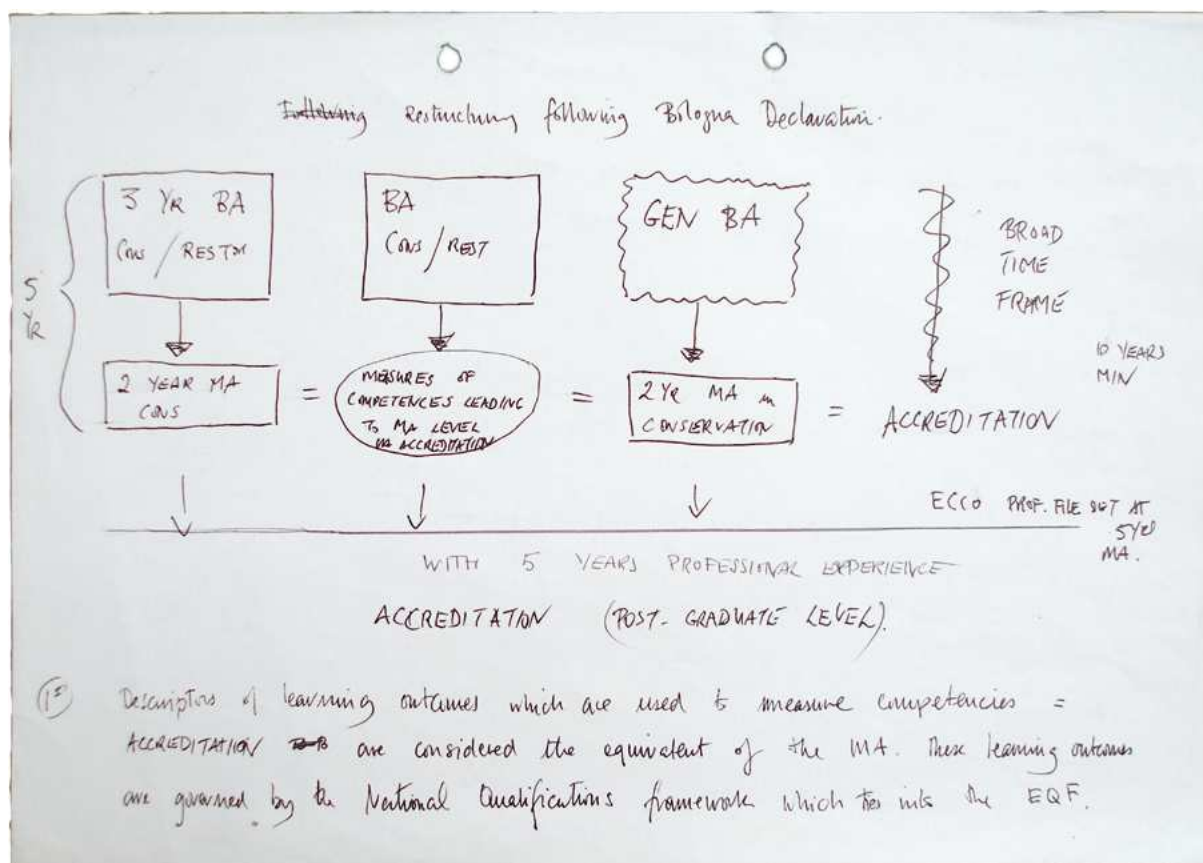 Following Restructuring following Bologna Declaration.
3 YR BA
CONS / RESTN
BA
CONS / REST
GEN BA
BROAD
TIME
FRAME
5
YR
10 YEARS
MIN
2 YEAR MA
CONS
=
MEASURES OF
COMPETENCES LEADING
TO MA LEVEL
VIA ACCREDITATION
=
2 YR MA in
CONSERVATION
=
ACCREDITATION
ECCO PROF. FILE SET AT
5 YRS
MA.
WITH 5 YEARS PROFESSIONAL EXPERIENCE
ACCREDITATION (POST-GRADUATE LEVEL).
Descriptors of learning outcomes which are used to measure competencies =
ACCREDITATION are considered the equivalent of the MA. These learning outcomes
are governed by the National Qualifications framework which ties into the EQF.